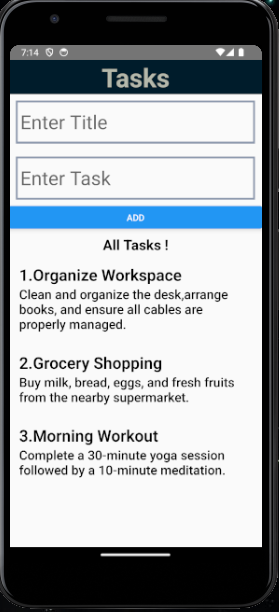 7:14
Tasks
Enter Title
Enter Task
ADD
All Tasks !
1.Organize Workspace
Clean and organize the desk,arrange
books, and ensure all cables are
properly managed.
2.Grocery Shopping
Buy milk, bread, eggs, and fresh fruits
from the nearby supermarket.
3.Morning Workout
Complete a 30-minute yoga session
followed by a 10-minute meditation.